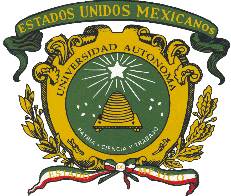 ESTADOS UNIDOS MEXICANOS
UNIVERSIDAD AUTONOMA
PATRIA • CIENCIA Y TRABAJO